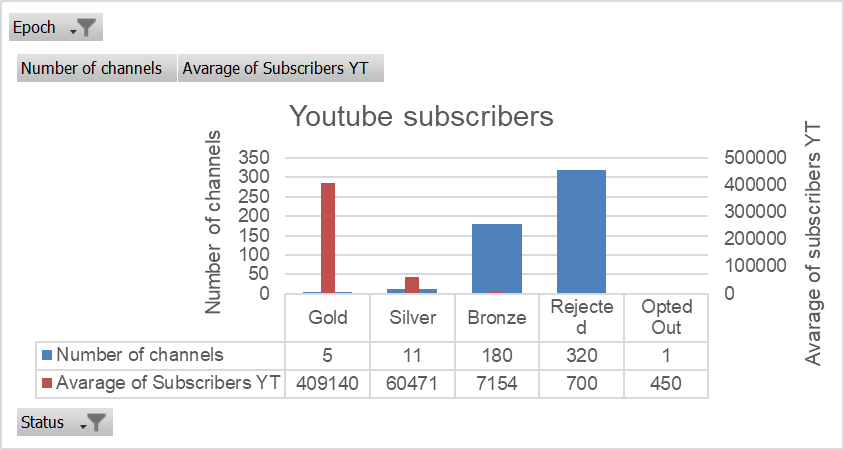 Epoch
Number of channels Avarage of Subscribers YT
Youtube subscribers
Number of channels
350
300
250
200
150
100
50
0
500000
400000
300000
200000
100000
0
Avarage of subscribers YT
Gold Silver Bronze Rejecte
d Opted
Out
Number of channels 5 11 180 320 1
Avarage of Subscribers YT 409140 60471 7154 700 450
Status